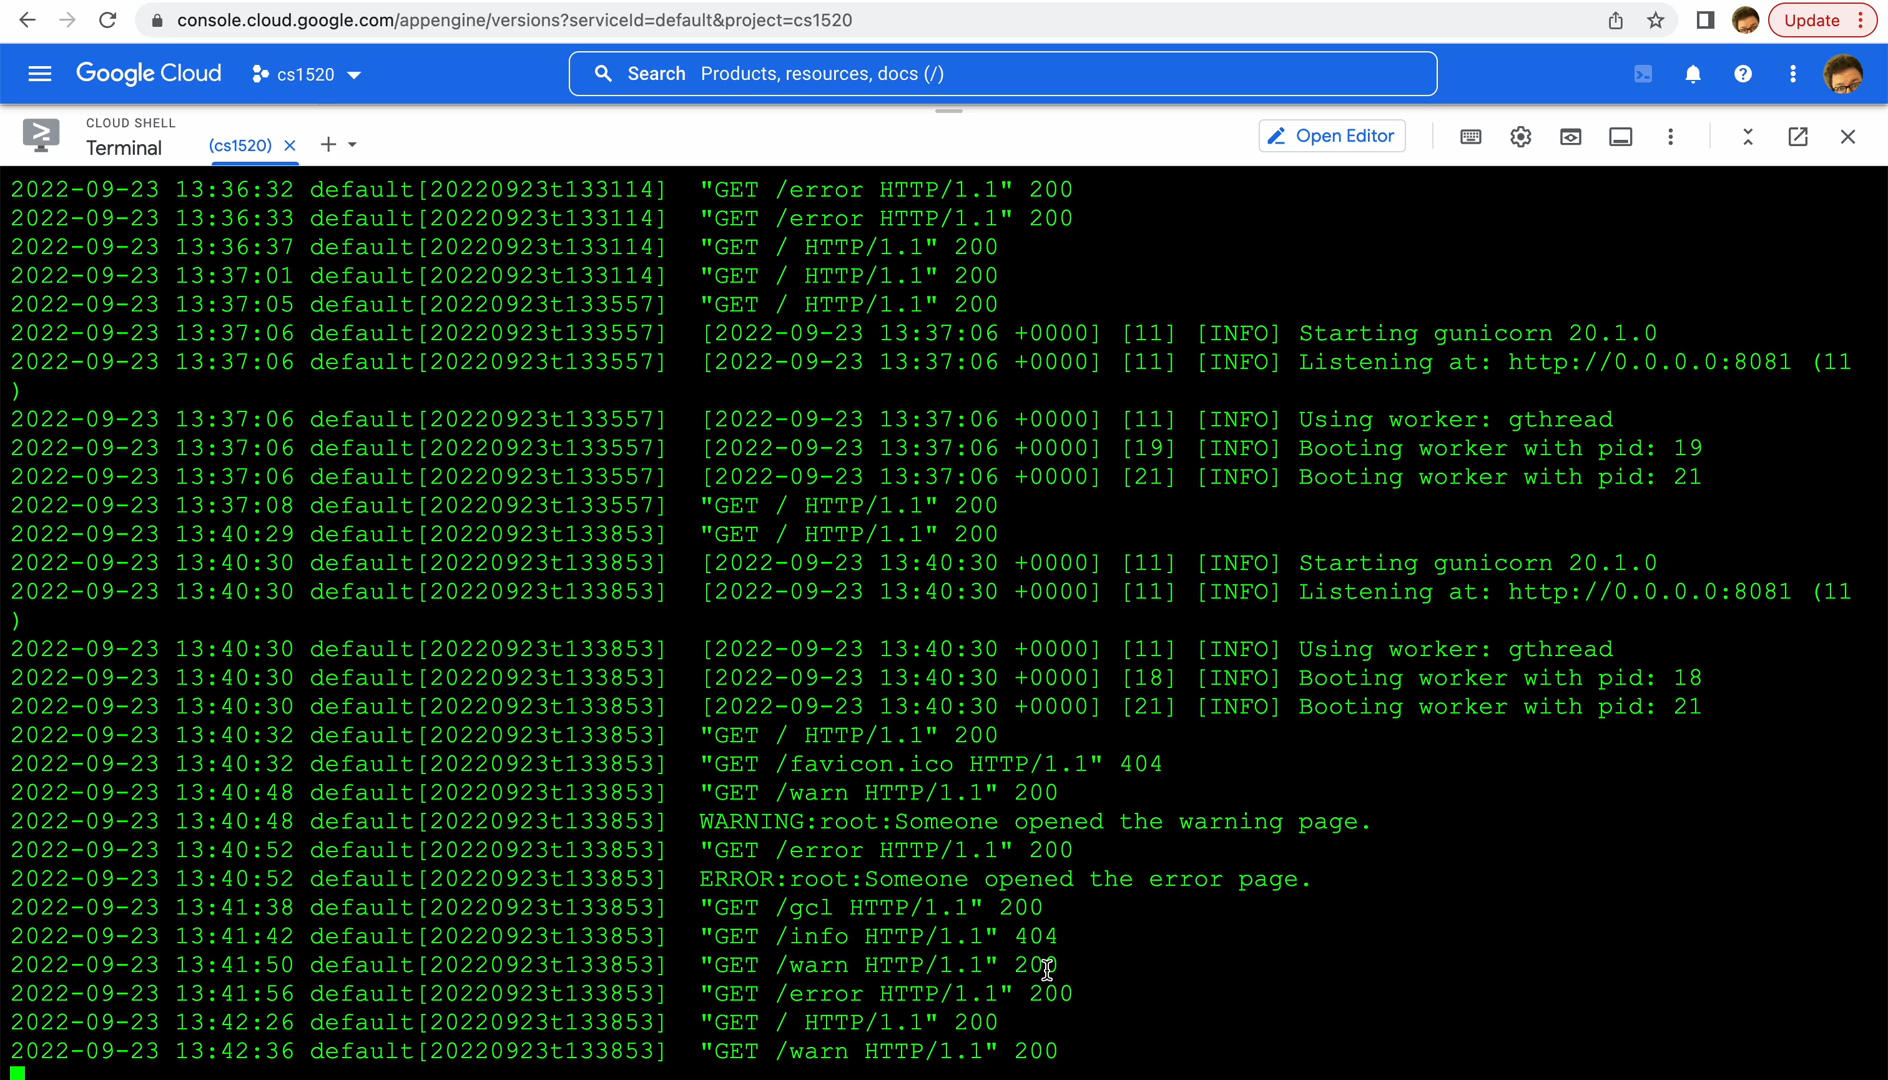 console.cloud.google.com/appengine/versions?serviceId=default&project=cs1520
Update
Google Cloud
cs1520
Search Products, resources, docs (/)
CLOUD SHELL
Terminal
(cs1520)
Open Editor
2022-09-23 13:36:32 default[20220923t133114]  "GET /error HTTP/1.1" 200
2022-09-23 13:36:33 default[20220923t133114]  "GET /error HTTP/1.1" 200
2022-09-23 13:36:37 default[20220923t133114]  "GET / HTTP/1.1" 200
2022-09-23 13:37:01 default[20220923t133114]  "GET / HTTP/1.1" 200
2022-09-23 13:37:05 default[20220923t133557]  "GET / HTTP/1.1" 200
2022-09-23 13:37:06 default[20220923t133557]  [2022-09-23 13:37:06 +0000] [11] [INFO] Starting gunicorn 20.1.0
2022-09-23 13:37:06 default[20220923t133557]  [2022-09-23 13:37:06 +0000] [11] [INFO] Listening at: http://0.0.0.0:8081 (11
)
2022-09-23 13:37:06 default[20220923t133557]  [2022-09-23 13:37:06 +0000] [11] [INFO] Using worker: gthread
2022-09-23 13:37:06 default[20220923t133557]  [2022-09-23 13:37:06 +0000] [19] [INFO] Booting worker with pid: 19
2022-09-23 13:37:06 default[20220923t133557]  [2022-09-23 13:37:06 +0000] [21] [INFO] Booting worker with pid: 21
2022-09-23 13:37:08 default[20220923t133557]  "GET / HTTP/1.1" 200
2022-09-23 13:40:29 default[20220923t133853]  "GET / HTTP/1.1" 200
2022-09-23 13:40:30 default[20220923t133853]  [2022-09-23 13:40:30 +0000] [11] [INFO] Starting gunicorn 20.1.0
2022-09-23 13:40:30 default[20220923t133853]  [2022-09-23 13:40:30 +0000] [11] [INFO] Listening at: http://0.0.0.0:8081 (11
)
2022-09-23 13:40:30 default[20220923t133853]  [2022-09-23 13:40:30 +0000] [11] [INFO] Using worker: gthread
2022-09-23 13:40:30 default[20220923t133853]  [2022-09-23 13:40:30 +0000] [18] [INFO] Booting worker with pid: 18
2022-09-23 13:40:30 default[20220923t133853]  [2022-09-23 13:40:30 +0000] [21] [INFO] Booting worker with pid: 21
2022-09-23 13:40:32 default[20220923t133853]  "GET / HTTP/1.1" 200
2022-09-23 13:40:32 default[20220923t133853]  "GET /favicon.ico HTTP/1.1" 404
2022-09-23 13:40:48 default[20220923t133853]  "GET /warn HTTP/1.1" 200
2022-09-23 13:40:48 default[20220923t133853]  WARNING:root:Someone opened the warning page.
2022-09-23 13:40:52 default[20220923t133853]  "GET /error HTTP/1.1" 200
2022-09-23 13:40:52 default[20220923t133853]  ERROR:root:Someone opened the error page.
2022-09-23 13:41:38 default[20220923t133853]  "GET /gcl HTTP/1.1" 200
2022-09-23 13:41:42 default[20220923t133853]  "GET /info HTTP/1.1" 404
2022-09-23 13:41:50 default[20220923t133853]  "GET /warn HTTP/1.1" 200
2022-09-23 13:41:56 default[20220923t133853]  "GET /error HTTP/1.1" 200
2022-09-23 13:42:26 default[20220923t133853]  "GET / HTTP/1.1" 200
2022-09-23 13:42:36 default[20220923t133853]  "GET /warn HTTP/1.1" 200